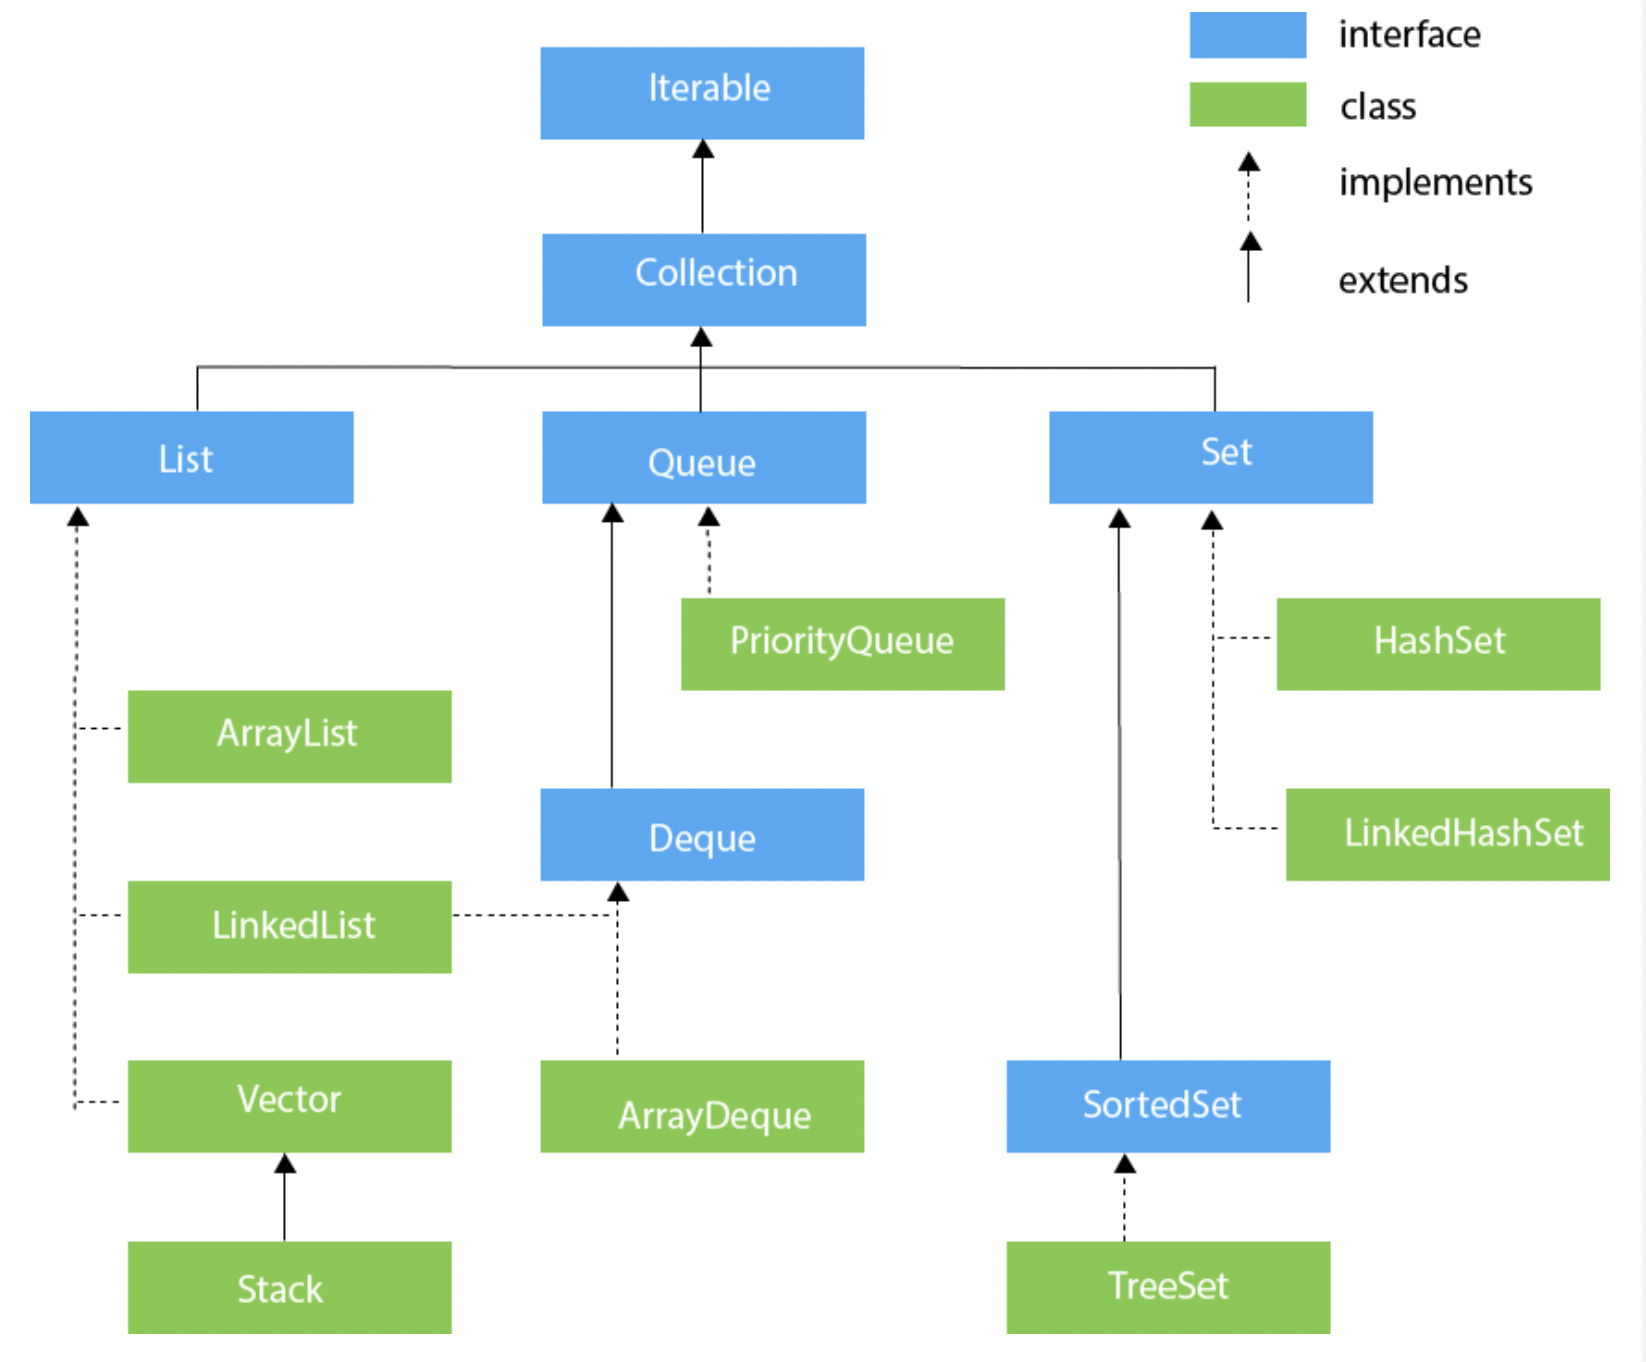 interface
Iterable
class
implements
Collection
extends
List
Queue
Set
PriorityQueue
HashSet
ArrayList
Deque
LinkedHashSet
LinkedList
Vector
ArrayDeque
SortedSet
Stack
TreeSet